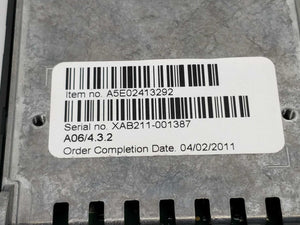 Item no. A5E02413292
Serial no. XAB211-001387
A06/4.3.2
Order Completion Date. 04/02/2011